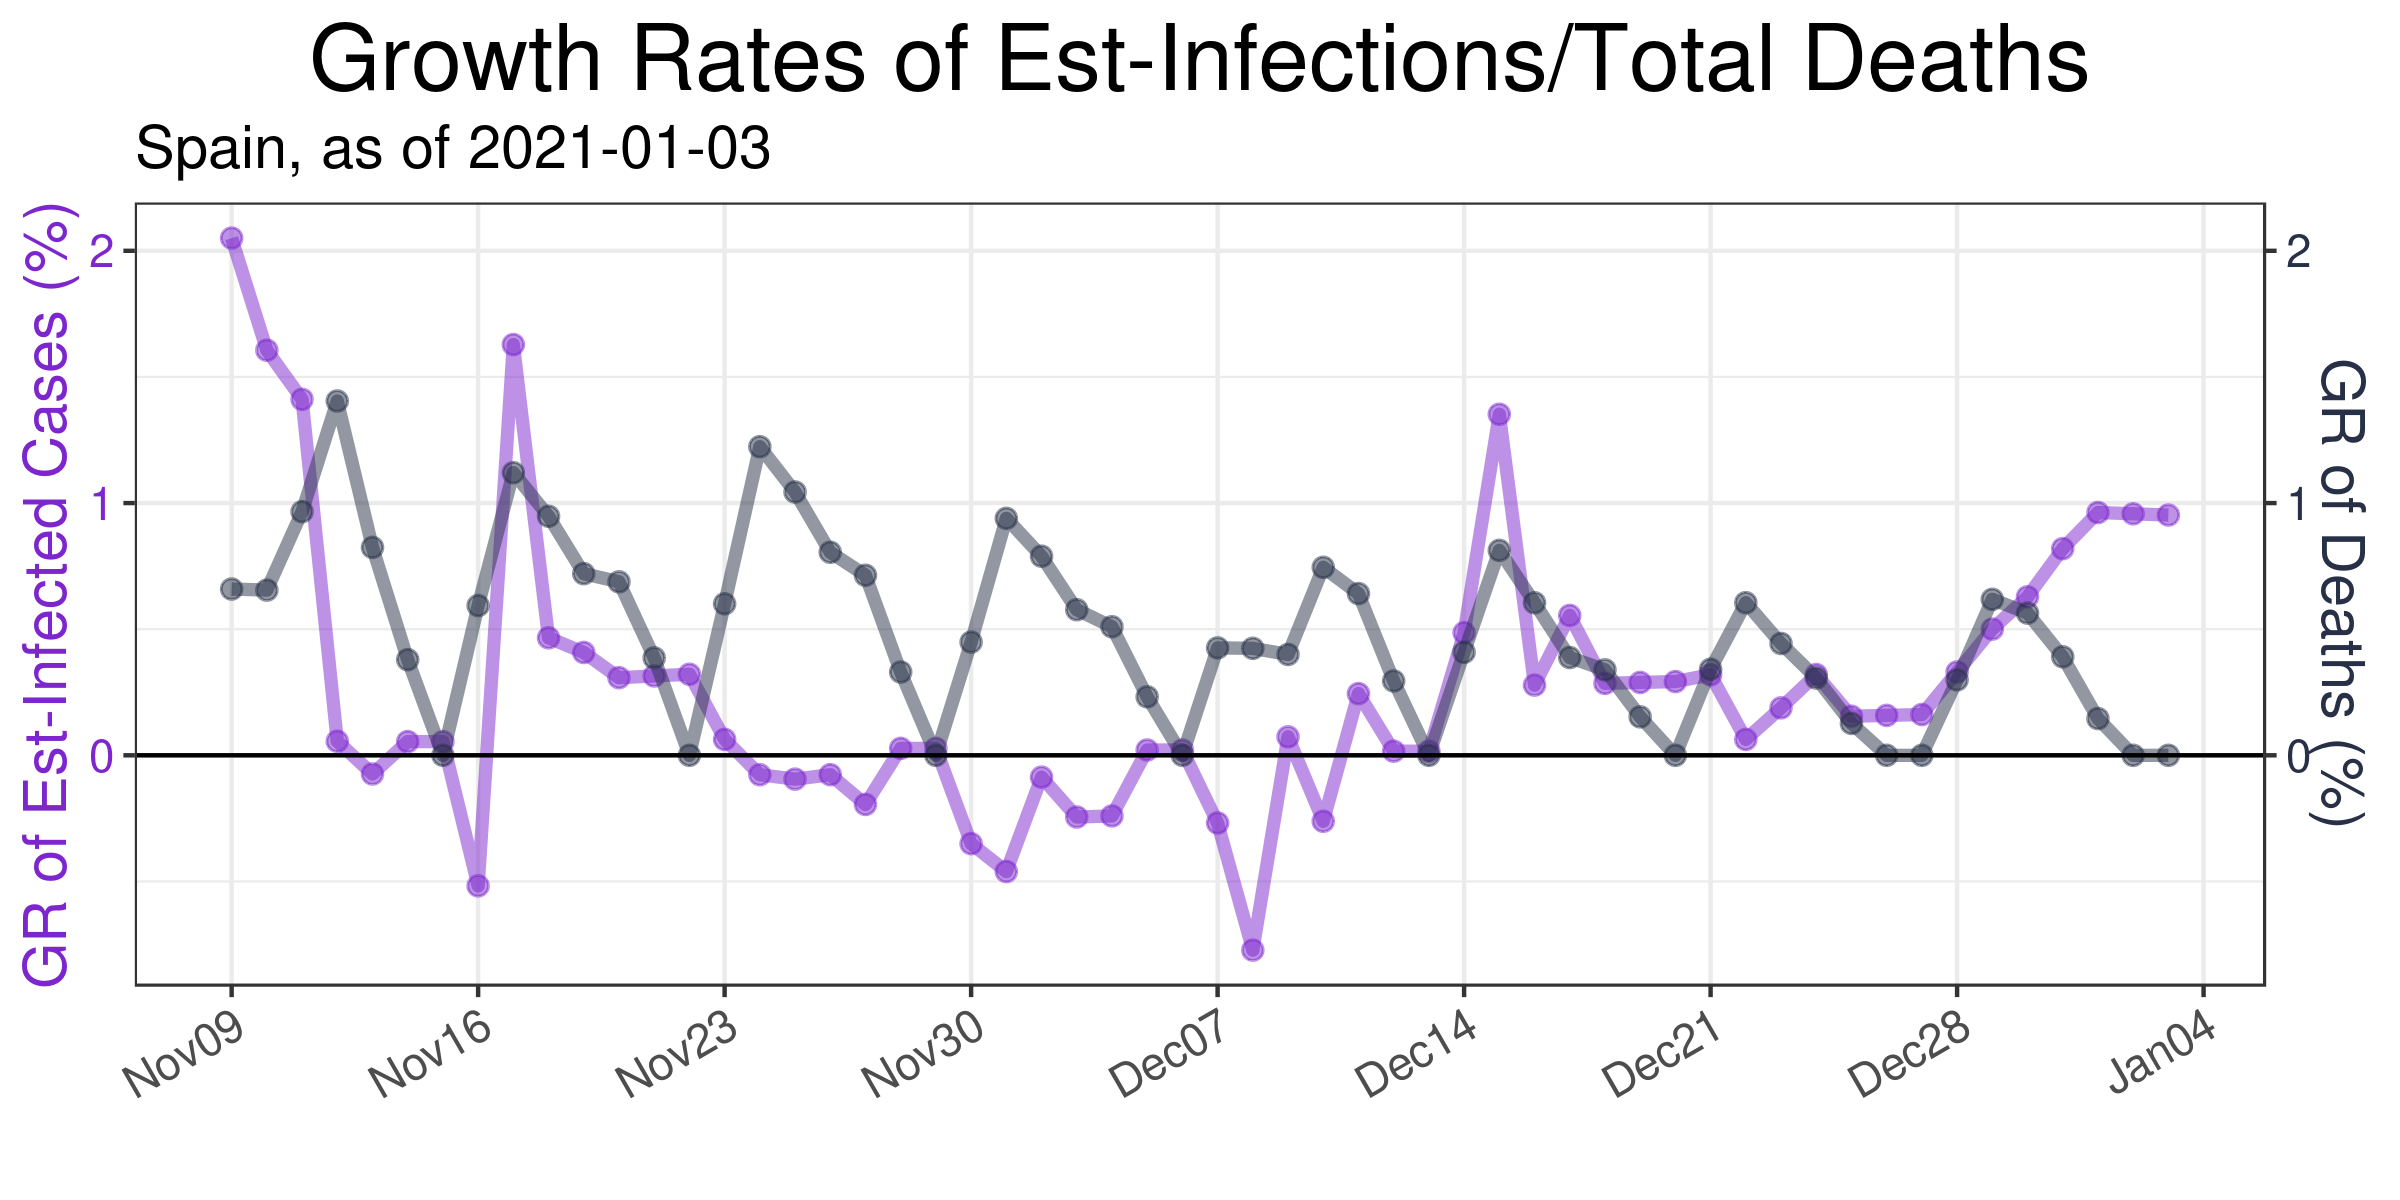 Growth Rates of Est-Infections/Total Deaths
Spain, as of 2021-01-03
GR of Est-Infected Cases (%)
2
1
0
2
1
0
GR of Deaths (%)
Nov09
Nov16
Nov23
Nov30
Dec07
Dec14
Dec21
Dec28
Jan04